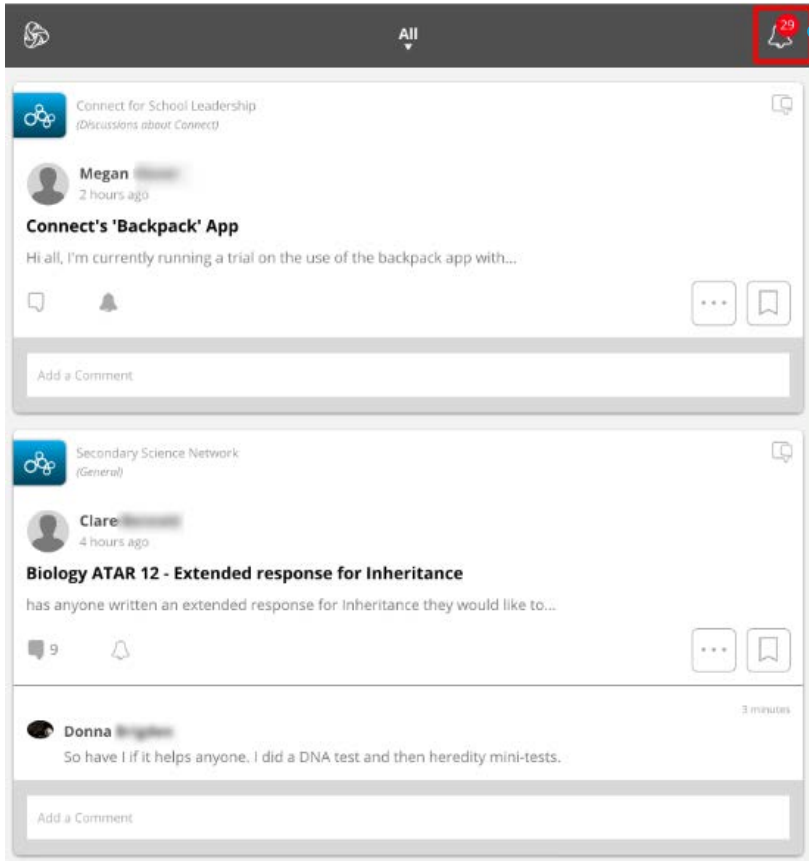 All
29
Connect for School Leadership
(Discussions about Connect)
Megan
2 hours ago
Connect's 'Backpack' App
Hi all, I'm currently running a trial on the use of the backpack app with...
Add a Comment
Secondary Science Network
(General)
Clare
4 hours ago
Biology ATAR 12 - Extended response for Inheritance
has anyone written an extended response for Inheritance they would like to...
9
3 minutes
Donna
So have I if it helps anyone. I did a DNA test and then heredity mini-tests.
Add a Comment